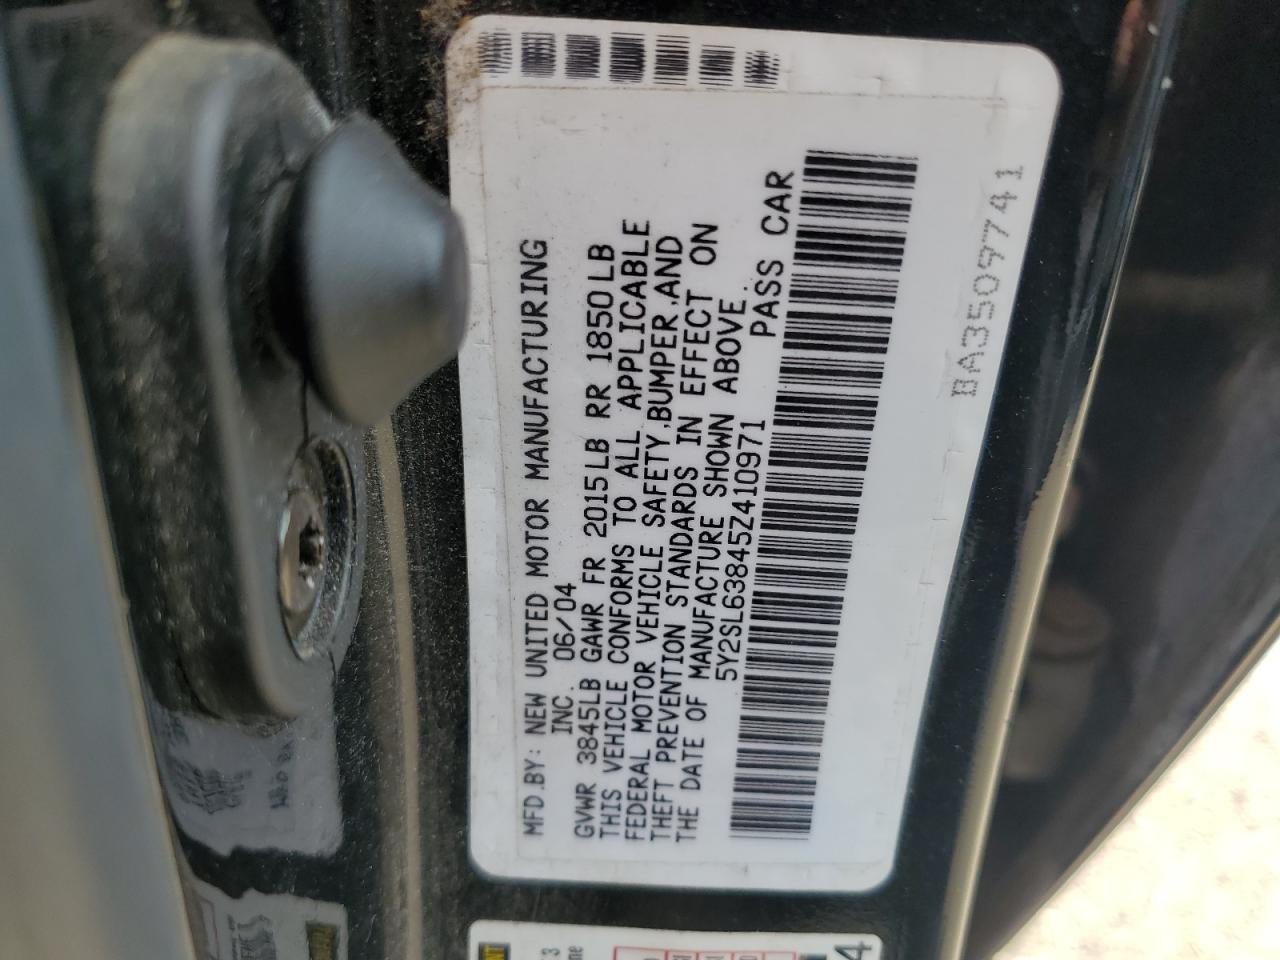 MFD.BY: NEW UNITED MOTOR MANUFACTURING
INC. 06/04
GVWR 3845LB GAWR FR 2015LB RR 1850LB
THIS VEHICLE CONFORMS TO ALL APPLICABLE
FEDERAL MOTOR VEHICLE SAFETY,BUMPER,AND
THEFT PREVENTION STANDARDS IN EFFECT ON
THE DATE OF MANUFACTURE SHOWN ABOVE.
5Y2SL63845Z410971 PASS CAR
BA3509741
3
4